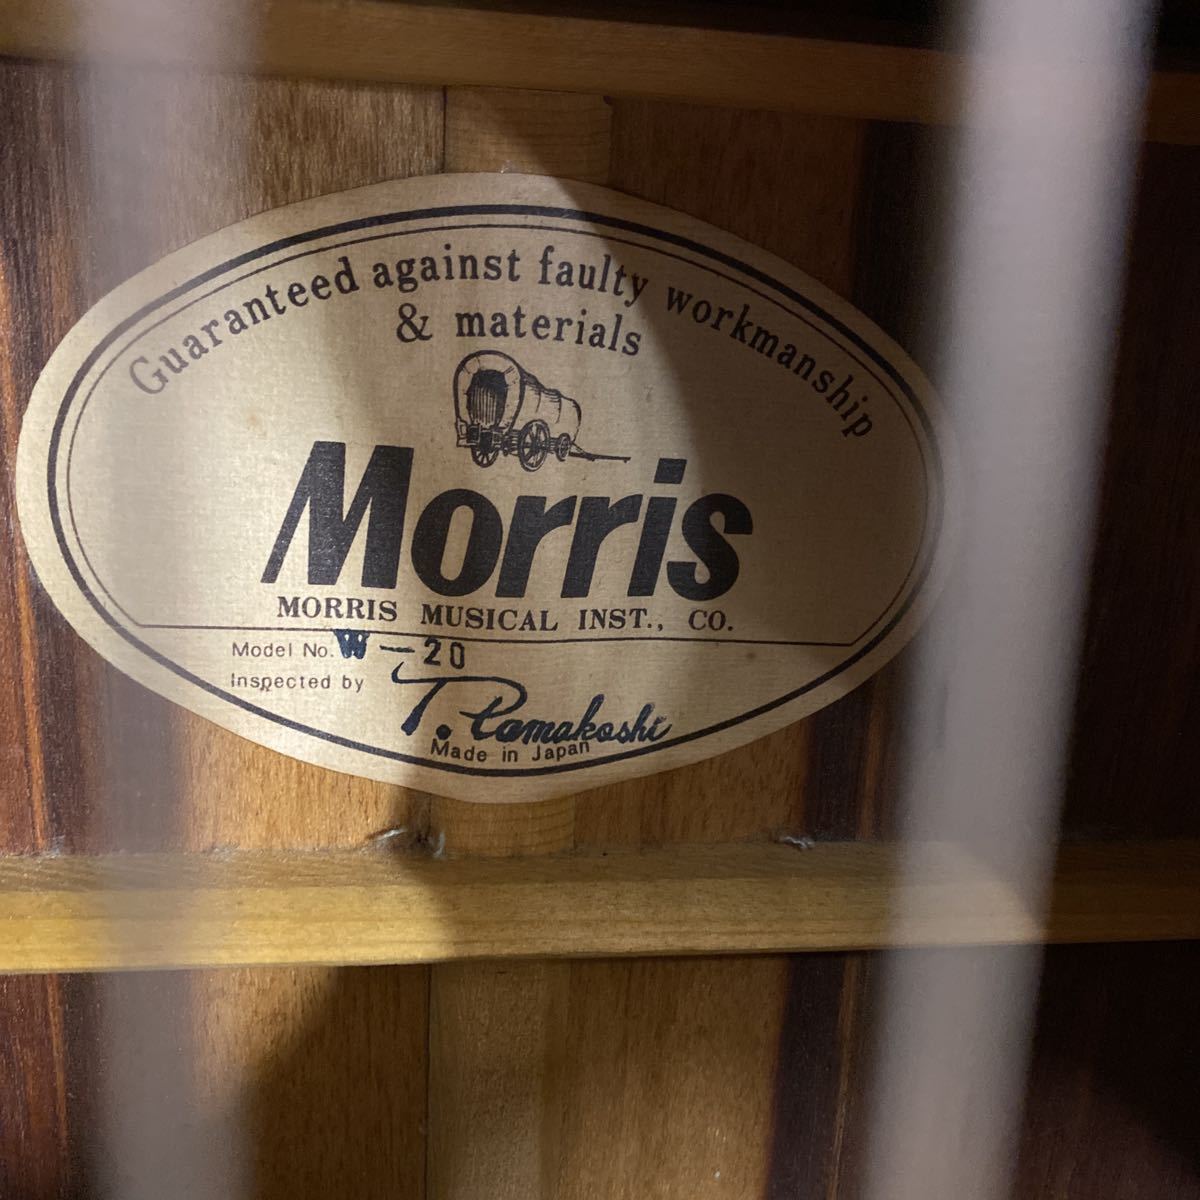 Guaranteed against faulty workmanship
& materials
Morris
MORRIS MUSICAL INST., CO.
Model No. W-20
Inspected by T.
Made in Japan